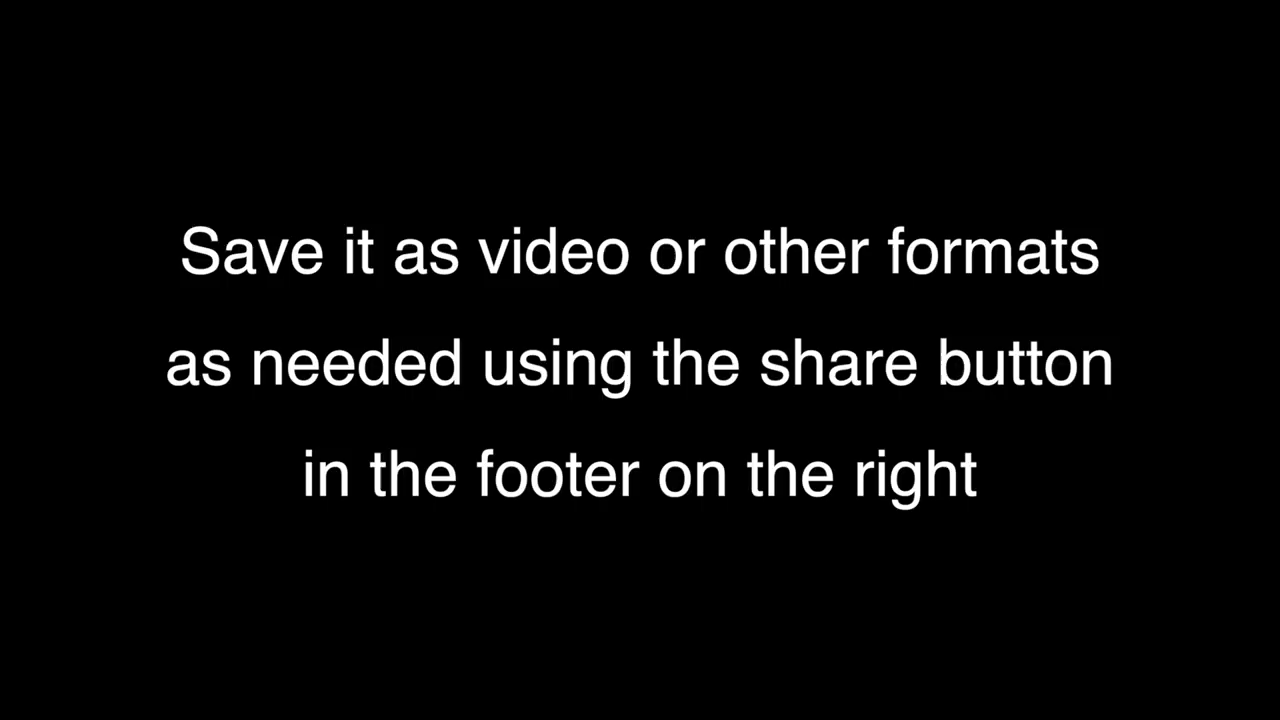 Save it as video or other formats
as needed using the share button
in the footer on the right